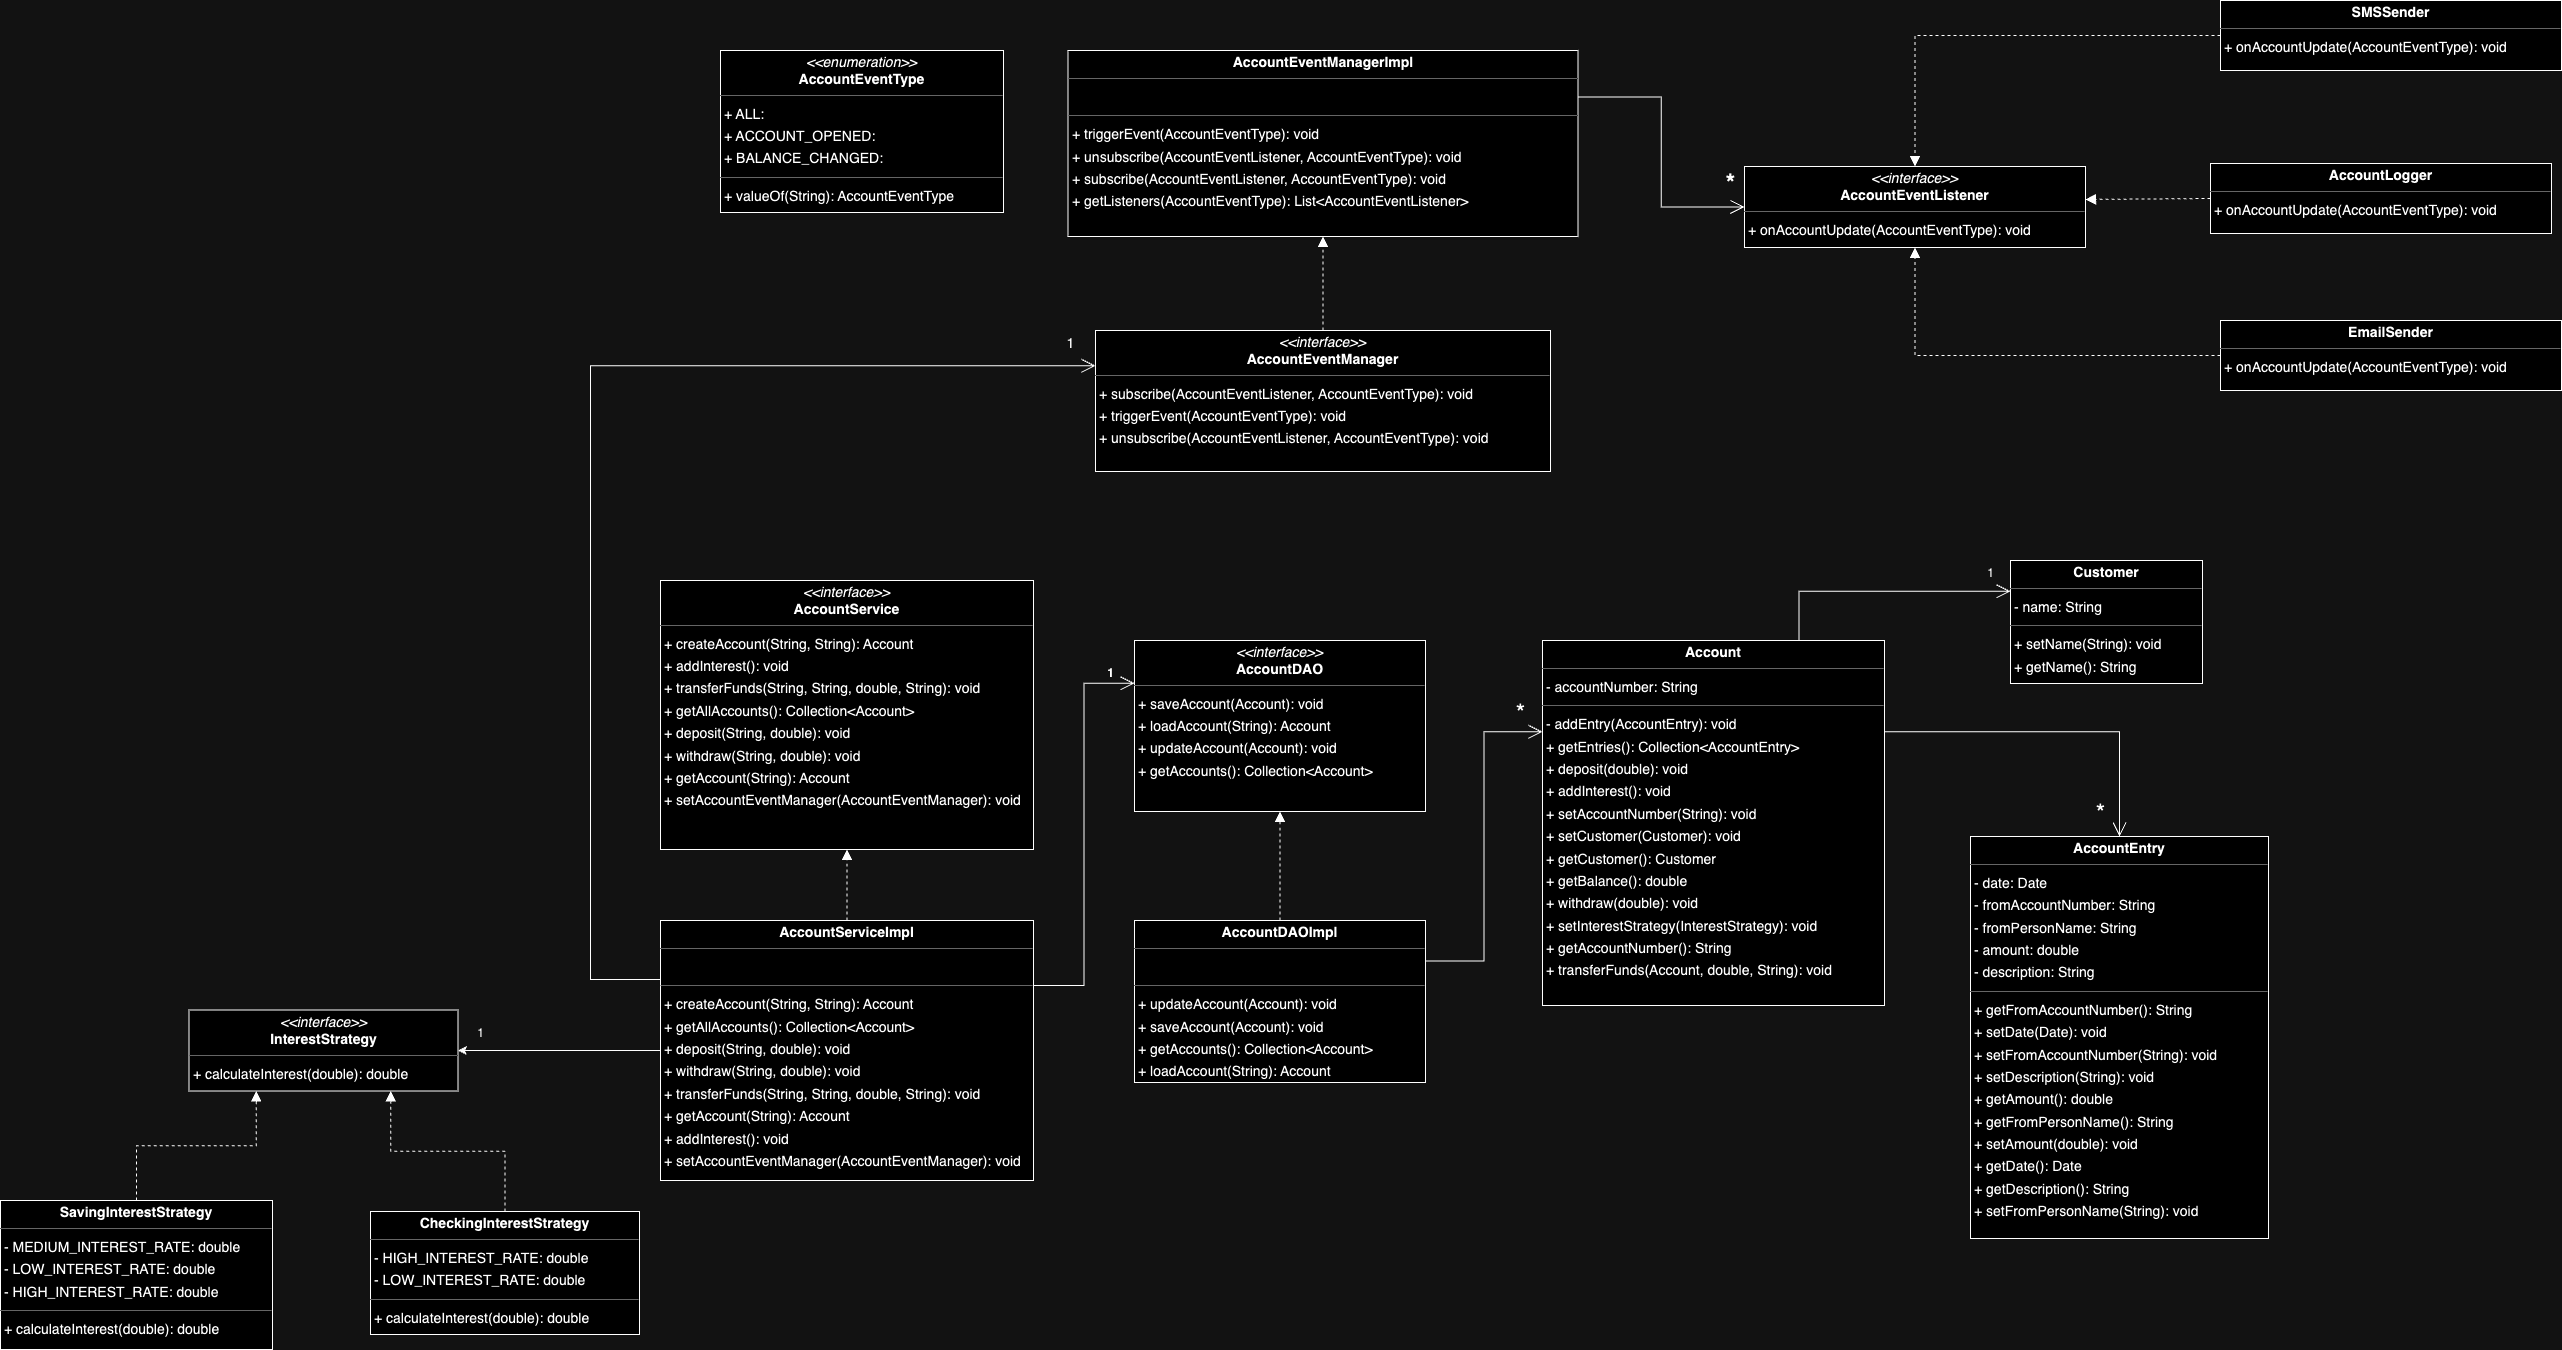 SMSSender
+ onAccountUpdate(AccountEventType): void
<<enumeration>>
AccountEventType
+ ALL:
+ ACCOUNT_OPENED:
+ BALANCE_CHANGED:
+ valueOf(String): AccountEventType
AccountEventManagerImpl
+ triggerEvent(AccountEventType): void
+ unsubscribe(AccountEventListener, AccountEventType): void
+ subscribe(AccountEventListener, AccountEventType): void
+ getListeners(AccountEventType): List<AccountEventListener>
*
<<interface>>
AccountEventListener
+ onAccountUpdate(AccountEventType): void
AccountLogger
+ onAccountUpdate(AccountEventType): void
EmailSender
+ onAccountUpdate(AccountEventType): void
1
<<interface>>
AccountEventManager
+ subscribe(AccountEventListener, AccountEventType): void
+ triggerEvent(AccountEventType): void
+ unsubscribe(AccountEventListener, AccountEventType): void
<<interface>>
AccountService
+ createAccount(String, String): Account
+ addInterest(): void
+ transferFunds(String, String, double, String): void
+ getAllAccounts(): Collection<Account>
+ deposit(String, double): void
+ withdraw(String, double): void
+ getAccount(String): Account
+ setAccountEventManager(AccountEventManager): void
1
<<interface>>
AccountDAO
+ saveAccount(Account): void
+ loadAccount(String): Account
+ updateAccount(Account): void
+ getAccounts(): Collection<Account>
*
Account
- accountNumber: String
- addEntry(AccountEntry): void
+ getEntries(): Collection<AccountEntry>
+ deposit(double): void
+ addInterest(): void
+ setAccountNumber(String): void
+ setCustomer(Customer): void
+ getCustomer(): Customer
+ getBalance(): double
+ withdraw(double): void
+ setInterestStrategy(InterestStrategy): void
+ getAccountNumber(): String
+ transferFunds(Account, double, String): void
1
Customer
- name: String
+ setName(String): void
+ getName(): String
*
AccountEntry
- date: Date
- fromAccountNumber: String
- fromPersonName: String
- amount: double
- description: String
+ getFromAccountNumber(): String
+ setDate(Date): void
+ setFromAccountNumber(String): void
+ setDescription(String): void
+ getAmount(): double
+ getFromPersonName(): String
+ setAmount(double): void
+ getDate(): Date
+ getDescription(): String
+ setFromPersonName(String): void
AccountServiceImpl
+ createAccount(String, String): Account
+ getAllAccounts(): Collection<Account>
+ deposit(String, double): void
+ withdraw(String, double): void
+ transferFunds(String, String, double, String): void
+ getAccount(String): Account
+ addInterest(): void
+ setAccountEventManager(AccountEventManager): void
AccountDAOImpl
+ updateAccount(Account): void
+ saveAccount(Account): void
+ getAccounts(): Collection<Account>
+ loadAccount(String): Account
<<interface>>
InterestStrategy
+ calculateInterest(double): double
1
SavingInterestStrategy
- MEDIUM_INTEREST_RATE: double
- LOW_INTEREST_RATE: double
- HIGH_INTEREST_RATE: double
+ calculateInterest(double): double
CheckingInterestStrategy
- HIGH_INTEREST_RATE: double
- LOW_INTEREST_RATE: double
+ calculateInterest(double): double